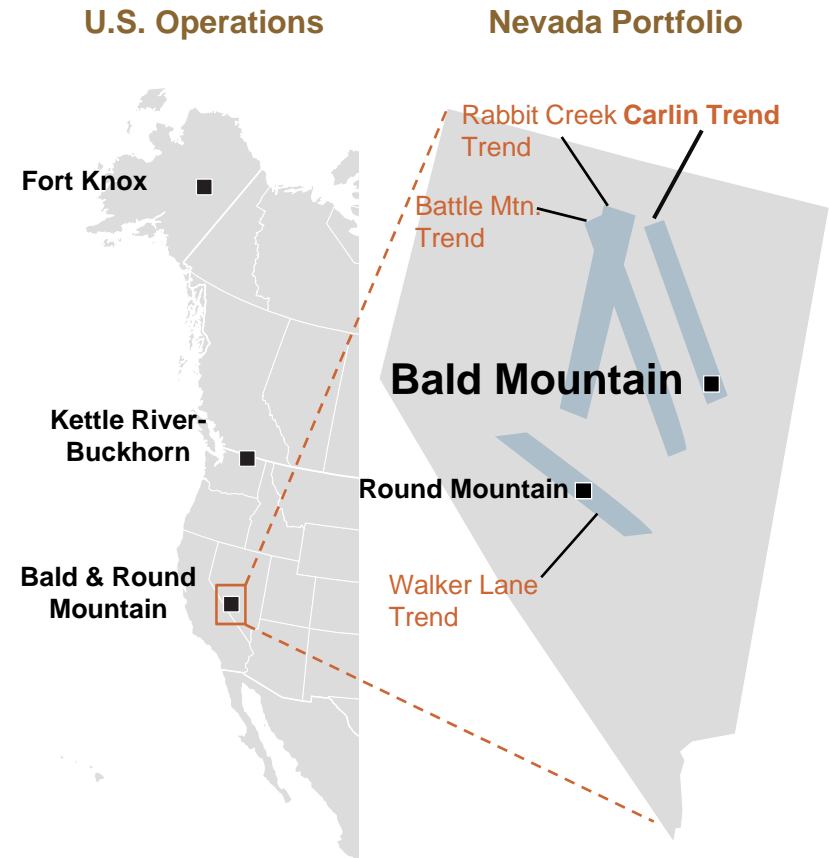 U.S. Operations
Nevada Portfolio
Rabbit Creek Carlin Trend
Trend
Fort Knox
Battle Mtn.
Trend
Bald Mountain
Kettle River-
Buckhorn
Round Mountain
Bald & Round
Mountain
Walker Lane
Trend